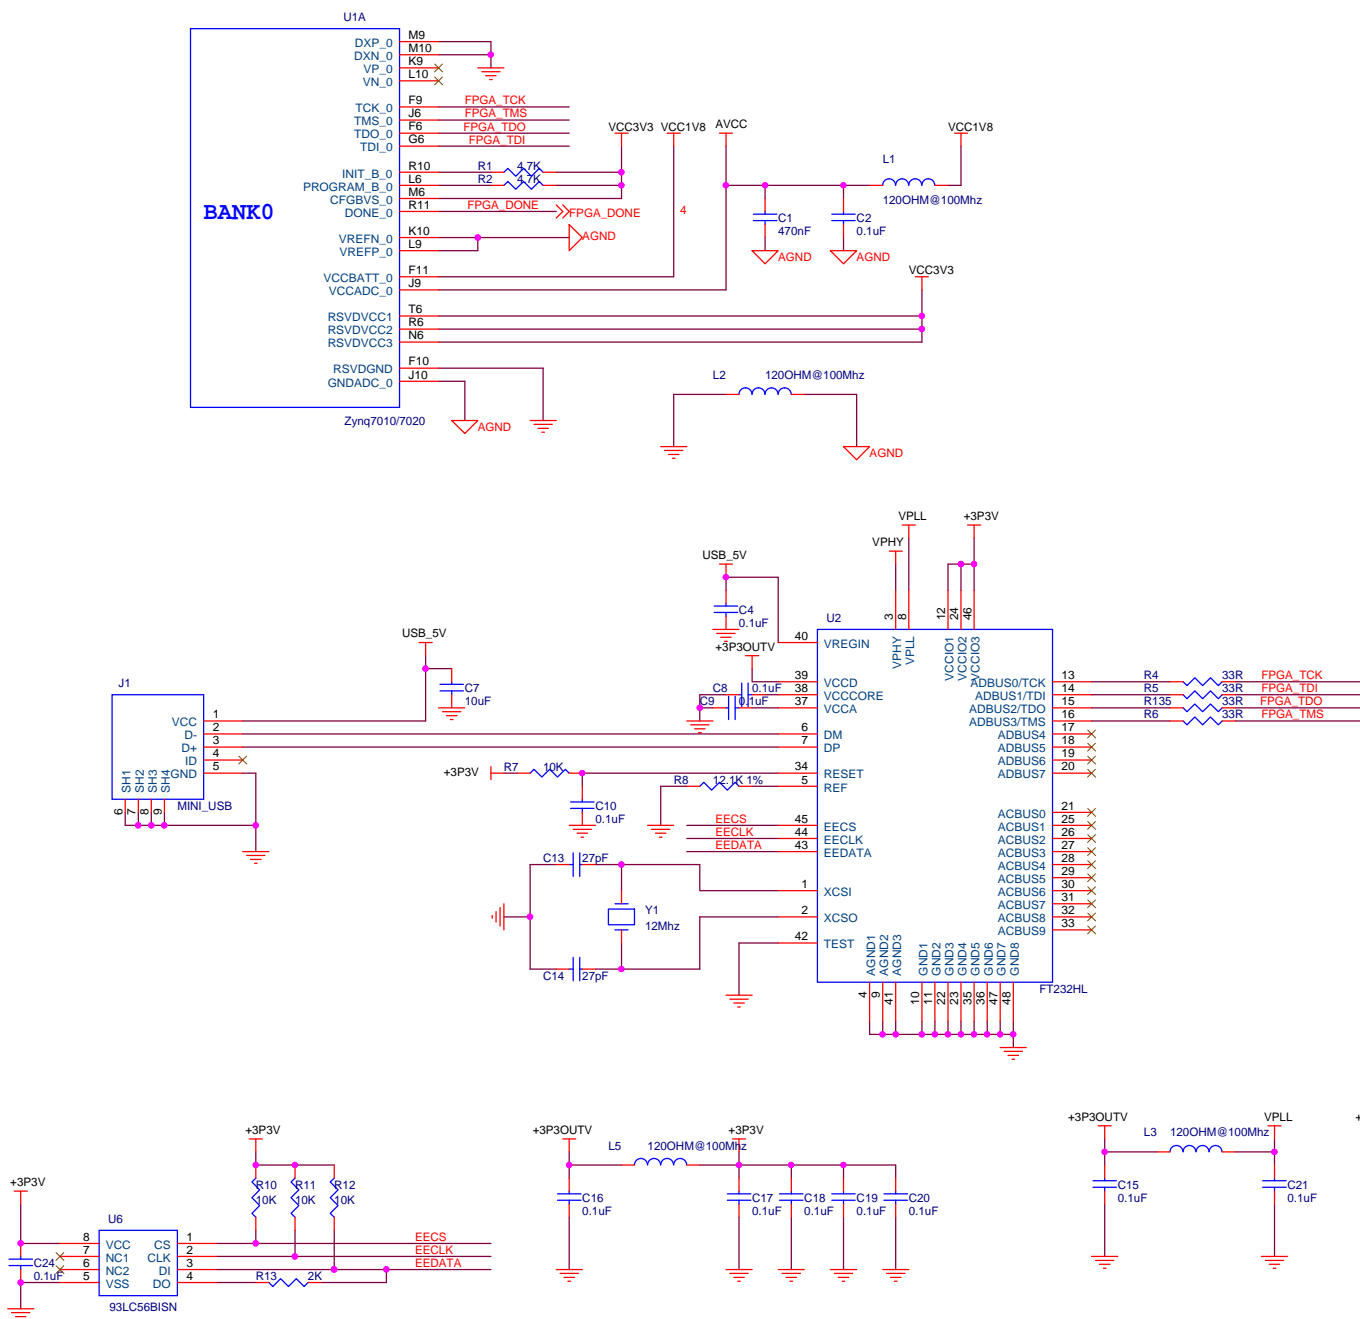 U1A
BANK0
DXP_0 M9
DXN_0 M10
VP_0 K9
VN_0 L10
TCK_0 F9 FPGA_TCK
TMS_0 J6 FPGA_TMS
TDO_0 F6 FPGA_TDO
TDI_0 G6 FPGA_TDI
INIT_B_0 R10 R1 4.7K
PROGRAM_B_0 L6 R2 4.7K
CFGBVS_0 M6
DONE_0 R11 FPGA_DONE FPGA_DONE
VREFN_0 K10 AGND
VREFP_0 L9
VCCBATT_0 F11
VCCADC_0 J9
RSVDVCC1 T6
RSVDVCC2 R6
RSVDVCC3 N6
RSVDGND F10
GNDADC_0 J10
Zynq7010/7020
AGND
VCC3V3 VCC1V8 AVCC VCC1V8
4
L1
120OHM@100Mhz
C1
470nF
C2
0.1uF
AGND AGND
VCC3V3
L2 120OHM@100Mhz
AGND
VPLL +3P3V
VPHY
USB_5V
C4
0.1uF
+3P3OUTV
C8 0.1uF
C9 0.1uF
U2
3 8 12 24 46
VPHY VPLL VCCIO1 VCCIO2 VCCIO3
40 VREGIN
39 VCCD
38 VCCCORE
37 VCCA
6 DM
7 DP
34 RESET
5 REF
45 EECS
44 EECLK
43 EEDATA
1 XCSI
2 XCSO
42 TEST
ADBUS0/TCK 13 R4 33R FPGA_TCK
ADBUS1/TDI 14 R5 33R FPGA_TDI
ADBUS2/TDO 15 R135 33R FPGA_TDO
ADBUS3/TMS 16 R6 33R FPGA_TMS
ADBUS4 17
ADBUS5 18
ADBUS6 19
ADBUS7 20
ACBUS0 21
ACBUS1 25
ACBUS2 26
ACBUS3 27
ACBUS4 28
ACBUS5 29
ACBUS6 30
ACBUS7 31
ACBUS8 32
ACBUS9 33
AGND1 AGND2 AGND3 GND1 GND2 GND3 GND4 GND5 GND6 GND7 GND8
4 9 41 10 11 22 23 35 36 47 48
FT232HL
USB_5V
C7
10uF
J1
VCC 1
D- 2
D+ 3
ID 4
GND 5
SH1 SH2 SH3 SH4
6 7 8 9
MINI_USB
+3P3V R7 10K
C10
0.1uF
R8 12.1K 1%
EECS
EECLK
EEDATA
C13 27pF
Y1
12Mhz
C14 27pF
+3P3V
R10
10K
R11
10K
R12
10K
+3P3V
C24
0.1uF
U6
8 VCC CS 1 EECS
7 NC1 CLK 2 EECLK
6 NC2 DI 3 EEDATA
5 VSS DO 4 R13 2K
93LC56BISN
+3P3OUTV L5 120OHM@100Mhz +3P3V
C16
0.1uF
C17
0.1uF
C18
0.1uF
C19
0.1uF
C20
0.1uF
+3P3OUTV L3 120OHM@100Mhz VPLL
C15
0.1uF
C21
0.1uF
+